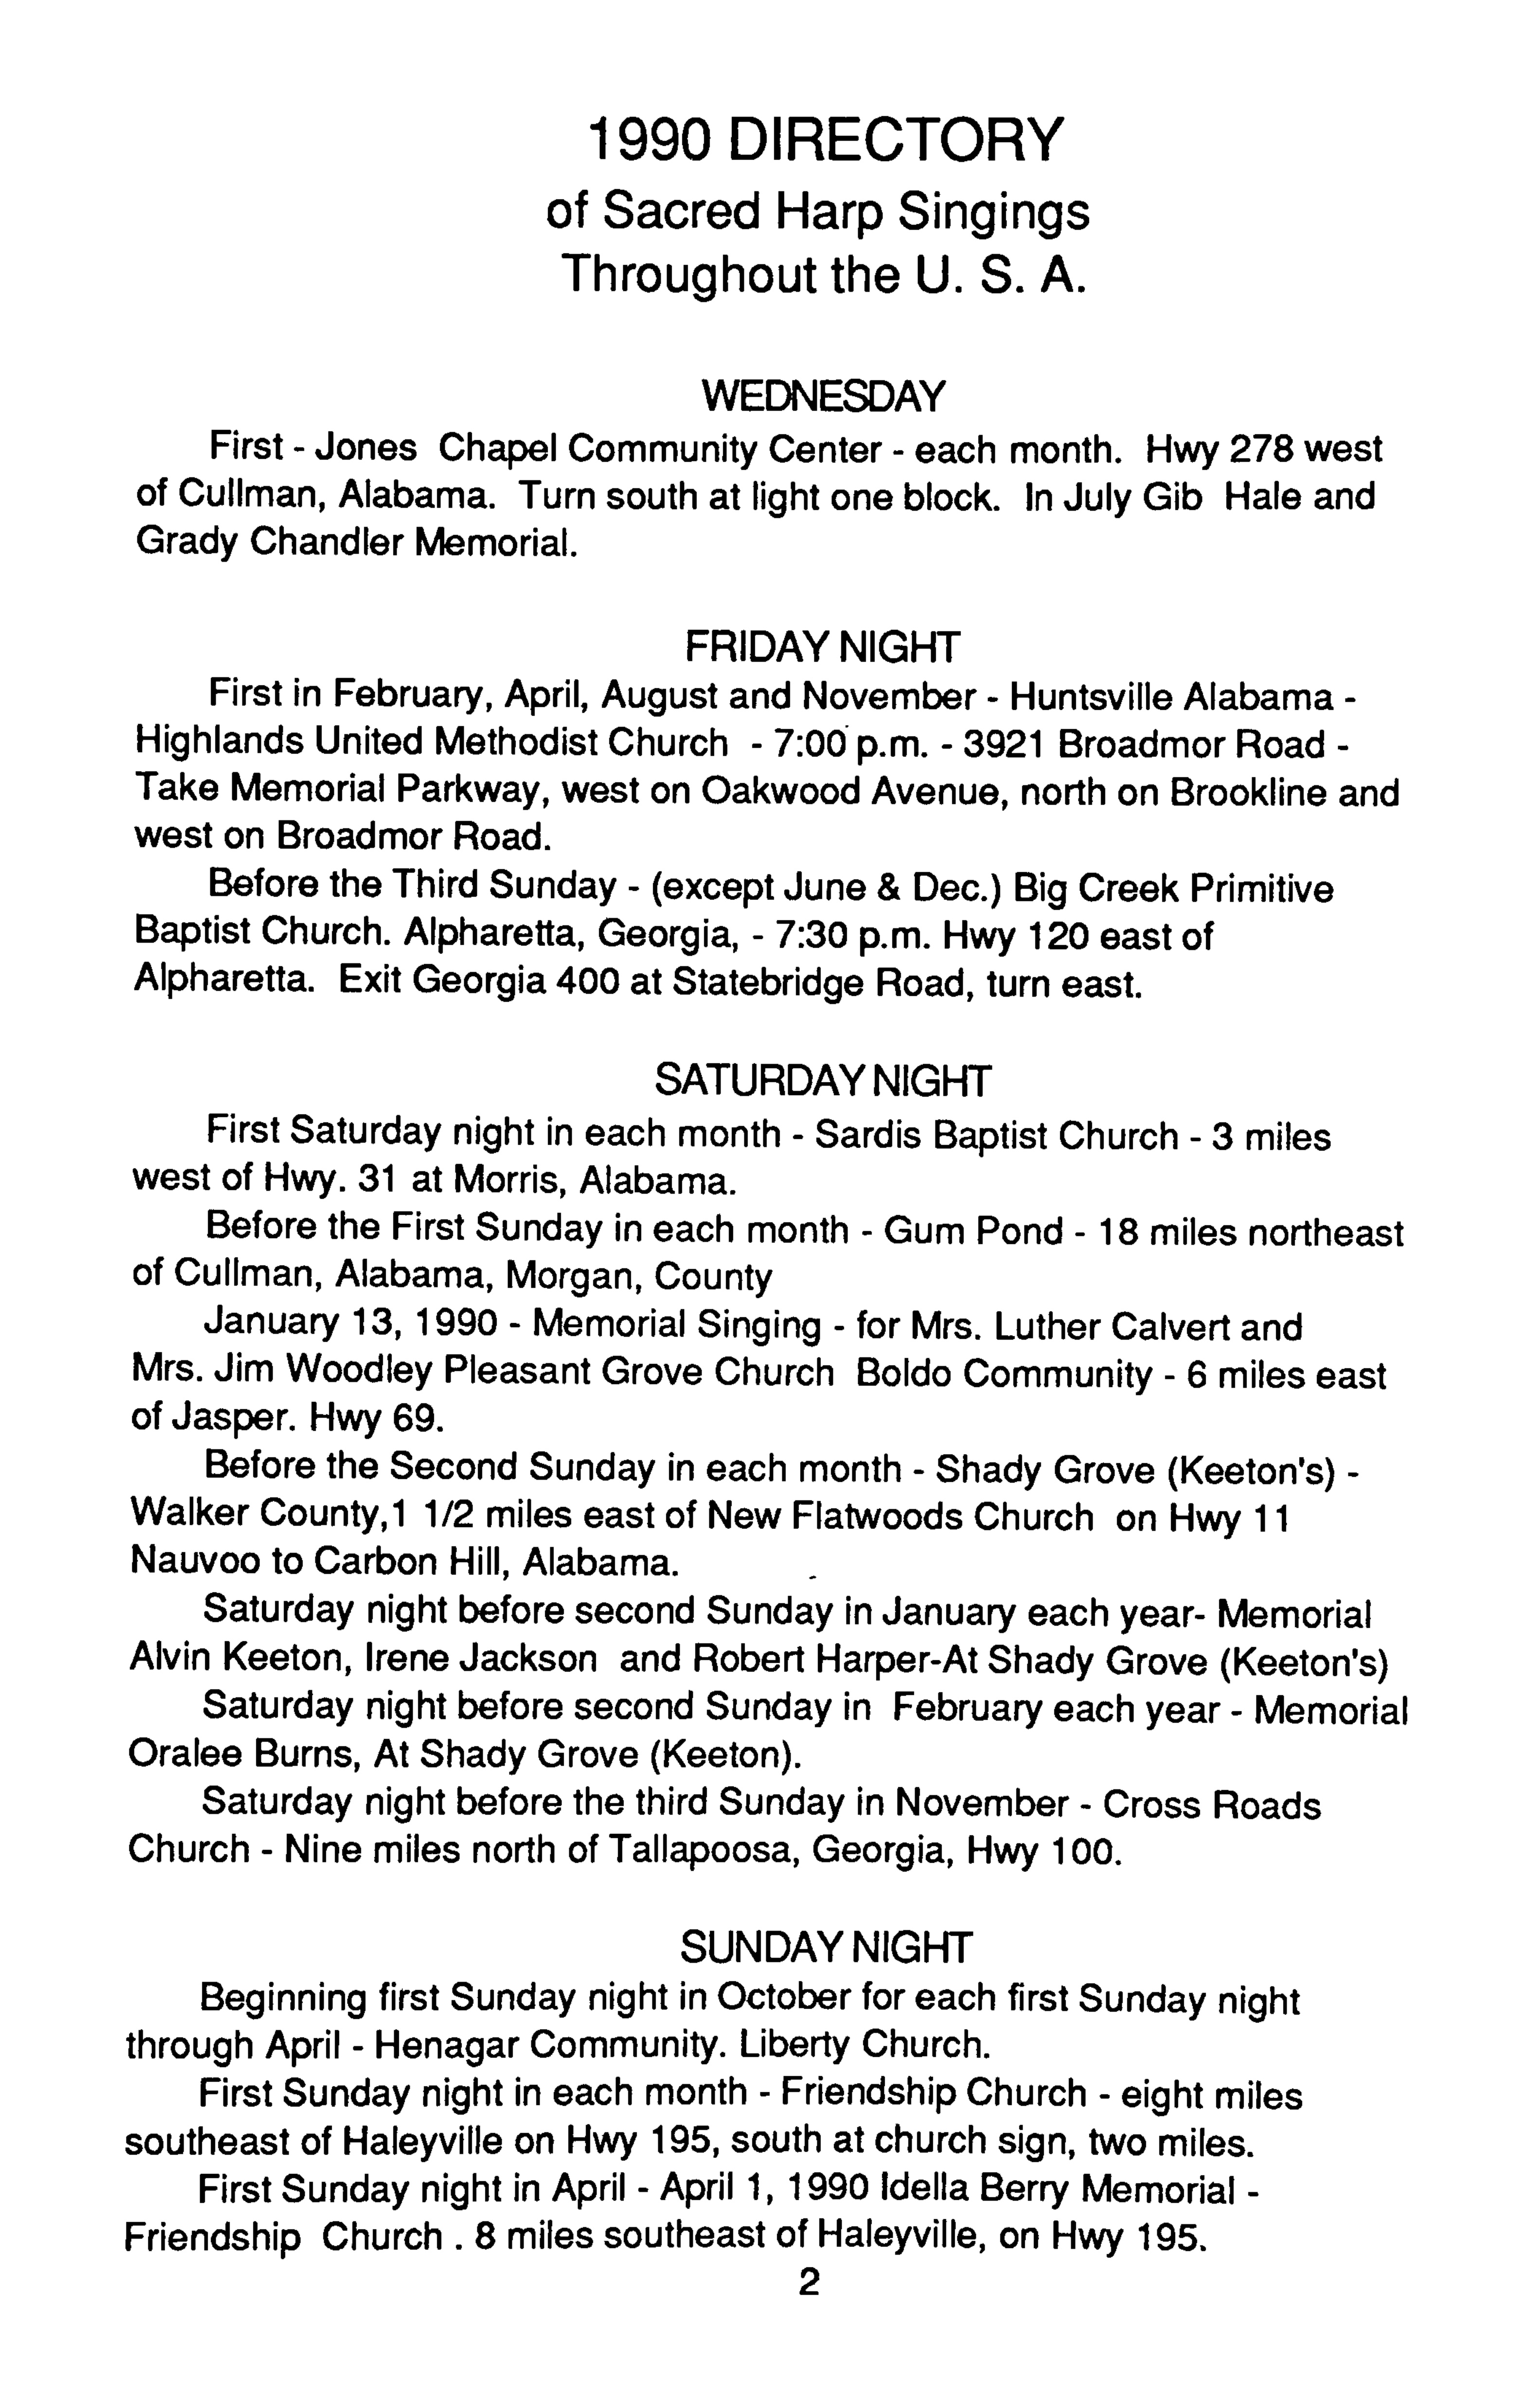 1990 DIRECTORY
of Sacred Harp Singings
Throughout the U. S. A.
WEDNESDAY
First - Jones Chapel Community Center - each month. Hwy 278 west
of Cullman, Alabama. Turn south at light one block. In July Gib Hale and
Grady Chandler Memorial.
FRIDAY NIGHT
First in February, April, August and November - Huntsville Alabama -
Highlands United Methodist Church - 7:00 p.m. - 3921 Broadmor Road -
Take Memorial Parkway, west on Oakwood Avenue, north on Brookline and
west on Broadmor Road.
Before the Third Sunday - (except June & Dec.) Big Creek Primitive
Baptist Church. Alpharetta, Georgia, - 7:30 p.m. Hwy 120 east of
Alpharetta. Exit Georgia 400 at Statebridge Road, turn east.
SATURDAY NIGHT
First Saturday night in each month - Sardis Baptist Church - 3 miles
west of Hwy. 31 at Morris, Alabama.
Before the First Sunday in each month - Gum Pond - 18 miles northeast
of Cullman, Alabama, Morgan, County
January 13, 1990 - Memorial Singing - for Mrs. Luther Calvert and
Mrs. Jim Woodley Pleasant Grove Church Boldo Community - 6 miles east
of Jasper. Hwy 69.
Before the Second Sunday in each month - Shady Grove (Keeton's) -
Walker County,1 1/2 miles east of New Flatwoods Church on Hwy 11
Nauvoo to Carbon Hill, Alabama.
Saturday night before second Sunday in January each year- Memorial
Alvin Keeton, Irene Jackson and Robert Harper-At Shady Grove (Keeton's)
Saturday night before second Sunday in February each year - Memorial
Oralee Burns, At Shady Grove (Keeton).
Saturday night before the third Sunday in November - Cross Roads
Church - Nine miles north of Tallapoosa, Georgia, Hwy 100.
SUNDAY NIGHT
Beginning first Sunday night in October for each first Sunday night
through April - Henagar Community. Liberty Church.
First Sunday night in each month - Friendship Church - eight miles
southeast of Haleyville on Hwy 195, south at church sign, two miles.
First Sunday night in April - April 1, 1990 Idella Berry Memorial -
Friendship Church . 8 miles southeast of Haleyville, on Hwy 195.
2